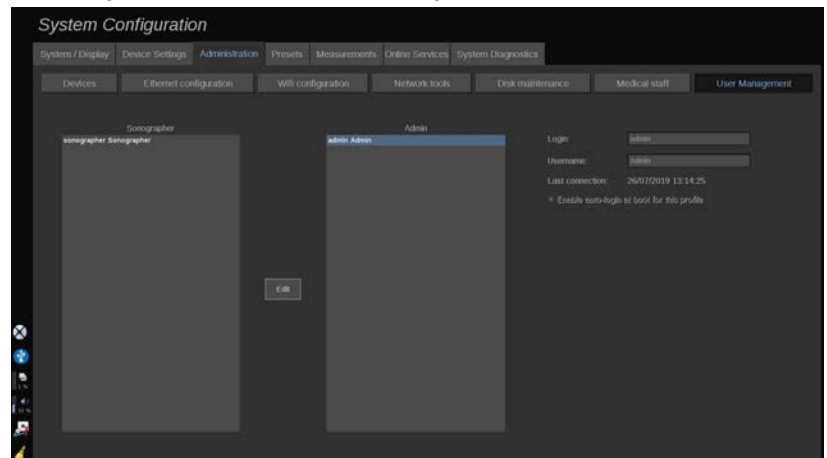 System Configuration
System / Display Device Settings Administration Presets Measurements Online Services System Diagnostics
Devices Ethernet configuration Wifi configuration Network tools Disk maintenance Medical staff User Management
Sonographer Admin
sonographer Sonographer admin Admin
Login: admin
Username: Admin
Last connection: 26/07/2019 13:14:25
Enable auto-login at boot for this profile
Edit
1 %